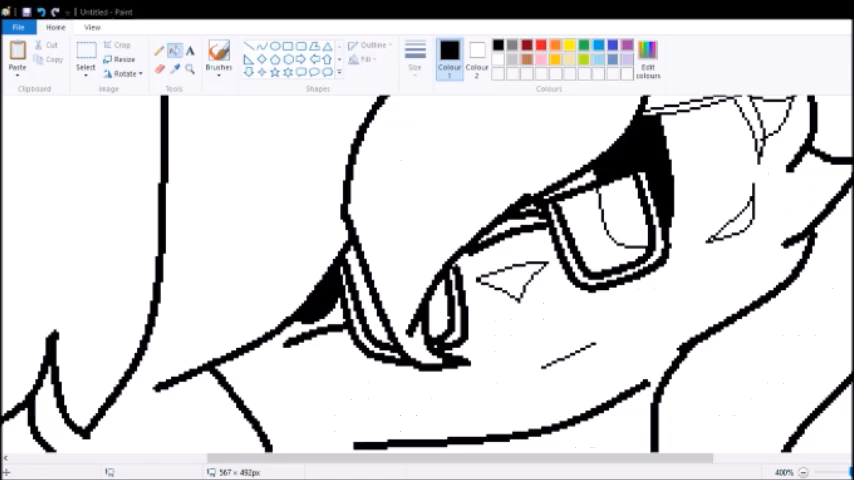 Untitled - Paint
File Home View
Paste
Cut
Copy
Clipboard
Select
Crop
Resize
Rotate
Image
Tools
Brushes
Shapes
Outline
Fill
Size
Colour
1
Colour
2
Edit
colours
Colours
567 × 492px
400%